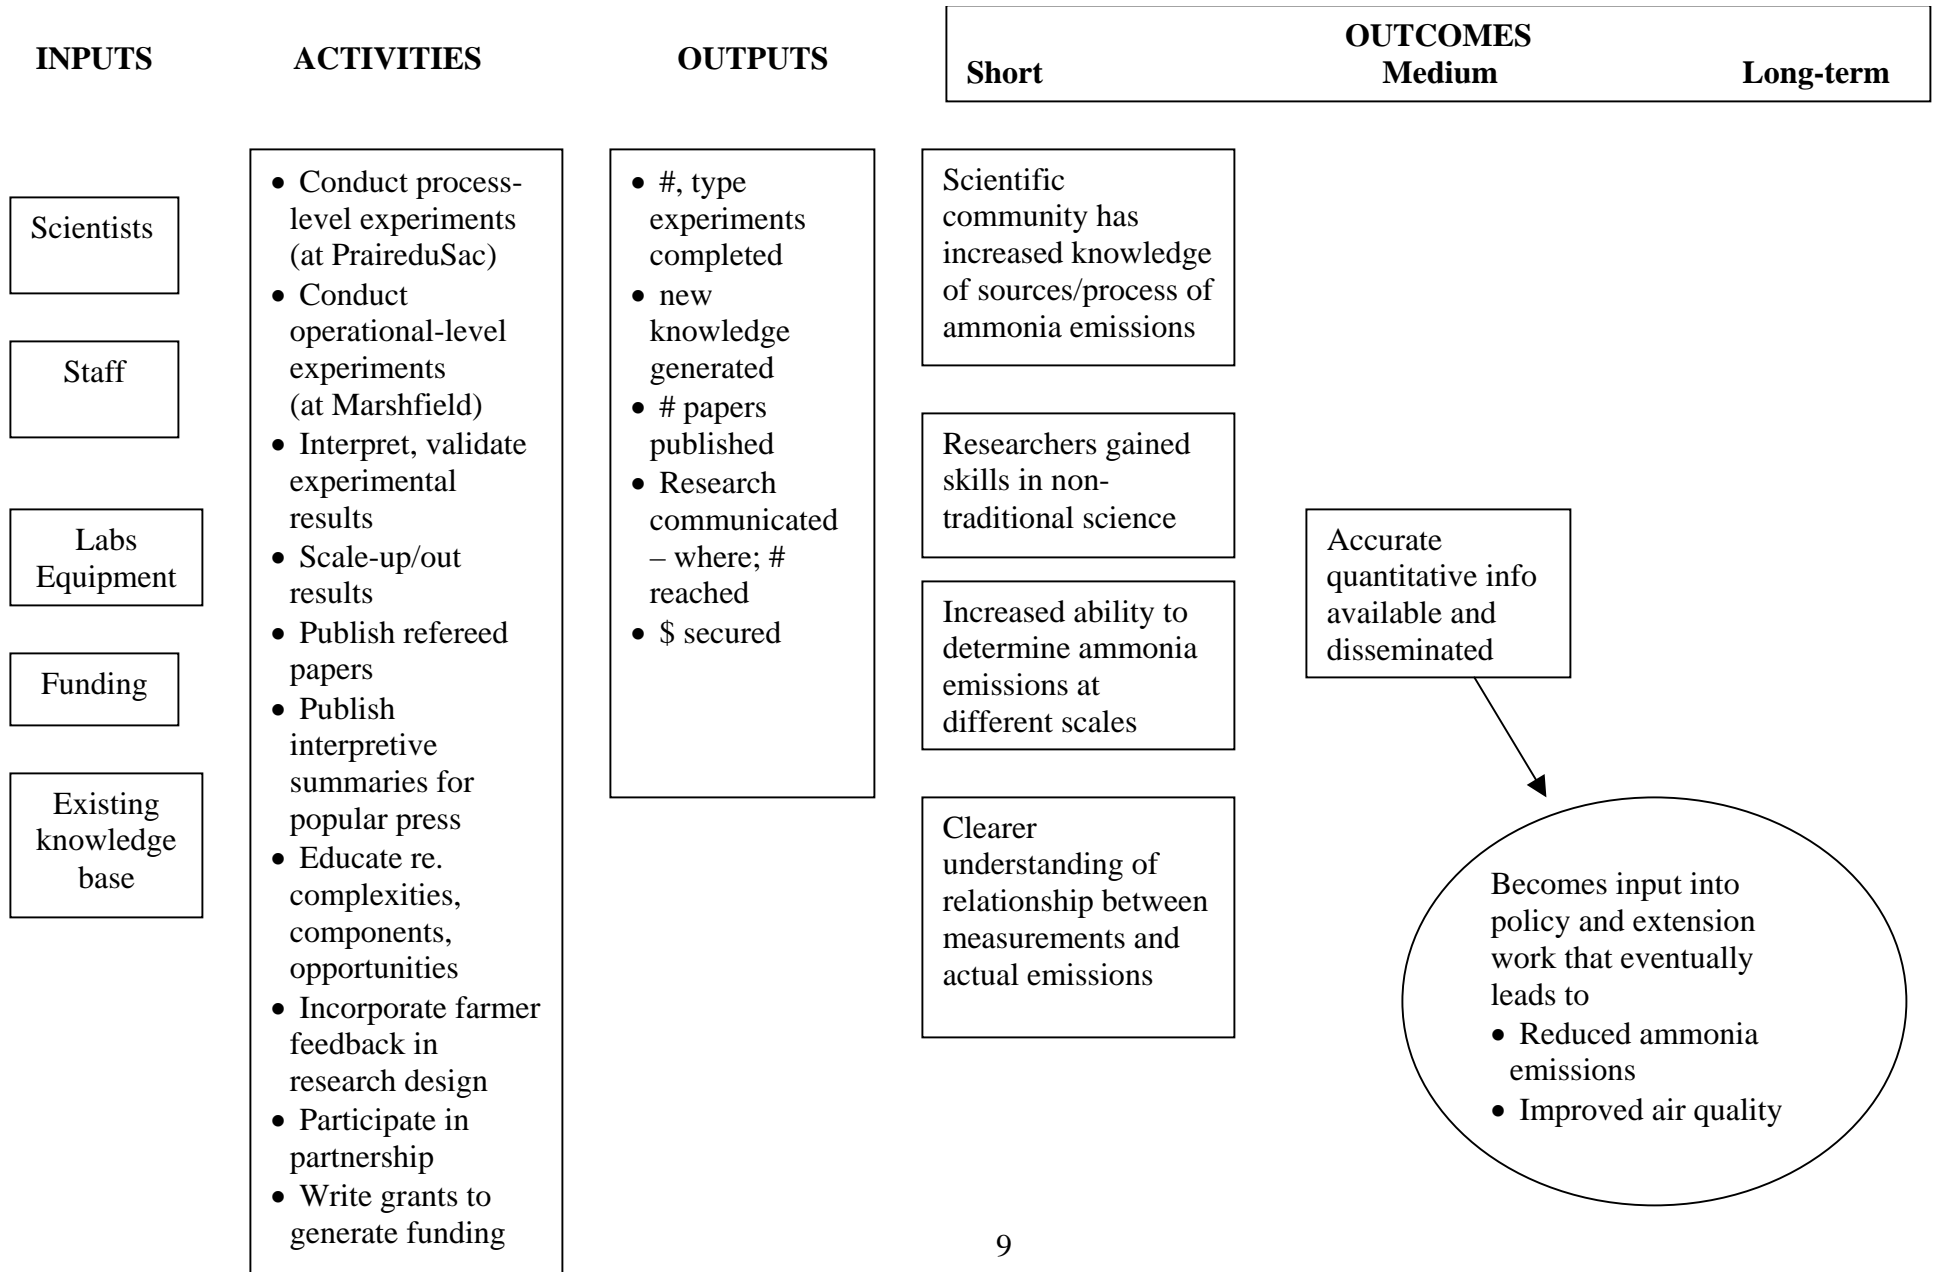 INPUTS
ACTIVITIES
OUTPUTS
OUTCOMES
Short
Medium
Long-term
Scientists
Staff
Labs
Equipment
Funding
Existing
knowledge
base
• Conduct process-
level experiments
(at PraireduSac)
• Conduct
operational-level
experiments
(at Marshfield)
• Interpret, validate
experimental
results
• Scale-up/out
results
• Publish refereed
papers
• Publish
interpretive
summaries for
popular press
• Educate re.
complexities,
components,
opportunities
• Incorporate farmer
feedback in
research design
• Participate in
partnership
• Write grants to
generate funding
• #, type
experiments
completed
• new
knowledge
generated
• # papers
published
• Research
communicated
– where; #
reached
• $ secured
Scientific
community has
increased knowledge
of sources/process of
ammonia emissions
Researchers gained
skills in non-
traditional science
Increased ability to
determine ammonia
emissions at
different scales
Clearer
understanding of
relationship between
measurements and
actual emissions
Accurate
quantitative info
available and
disseminated
Becomes input into
policy and extension
work that eventually
leads to
• Reduced ammonia
emissions
• Improved air quality
9